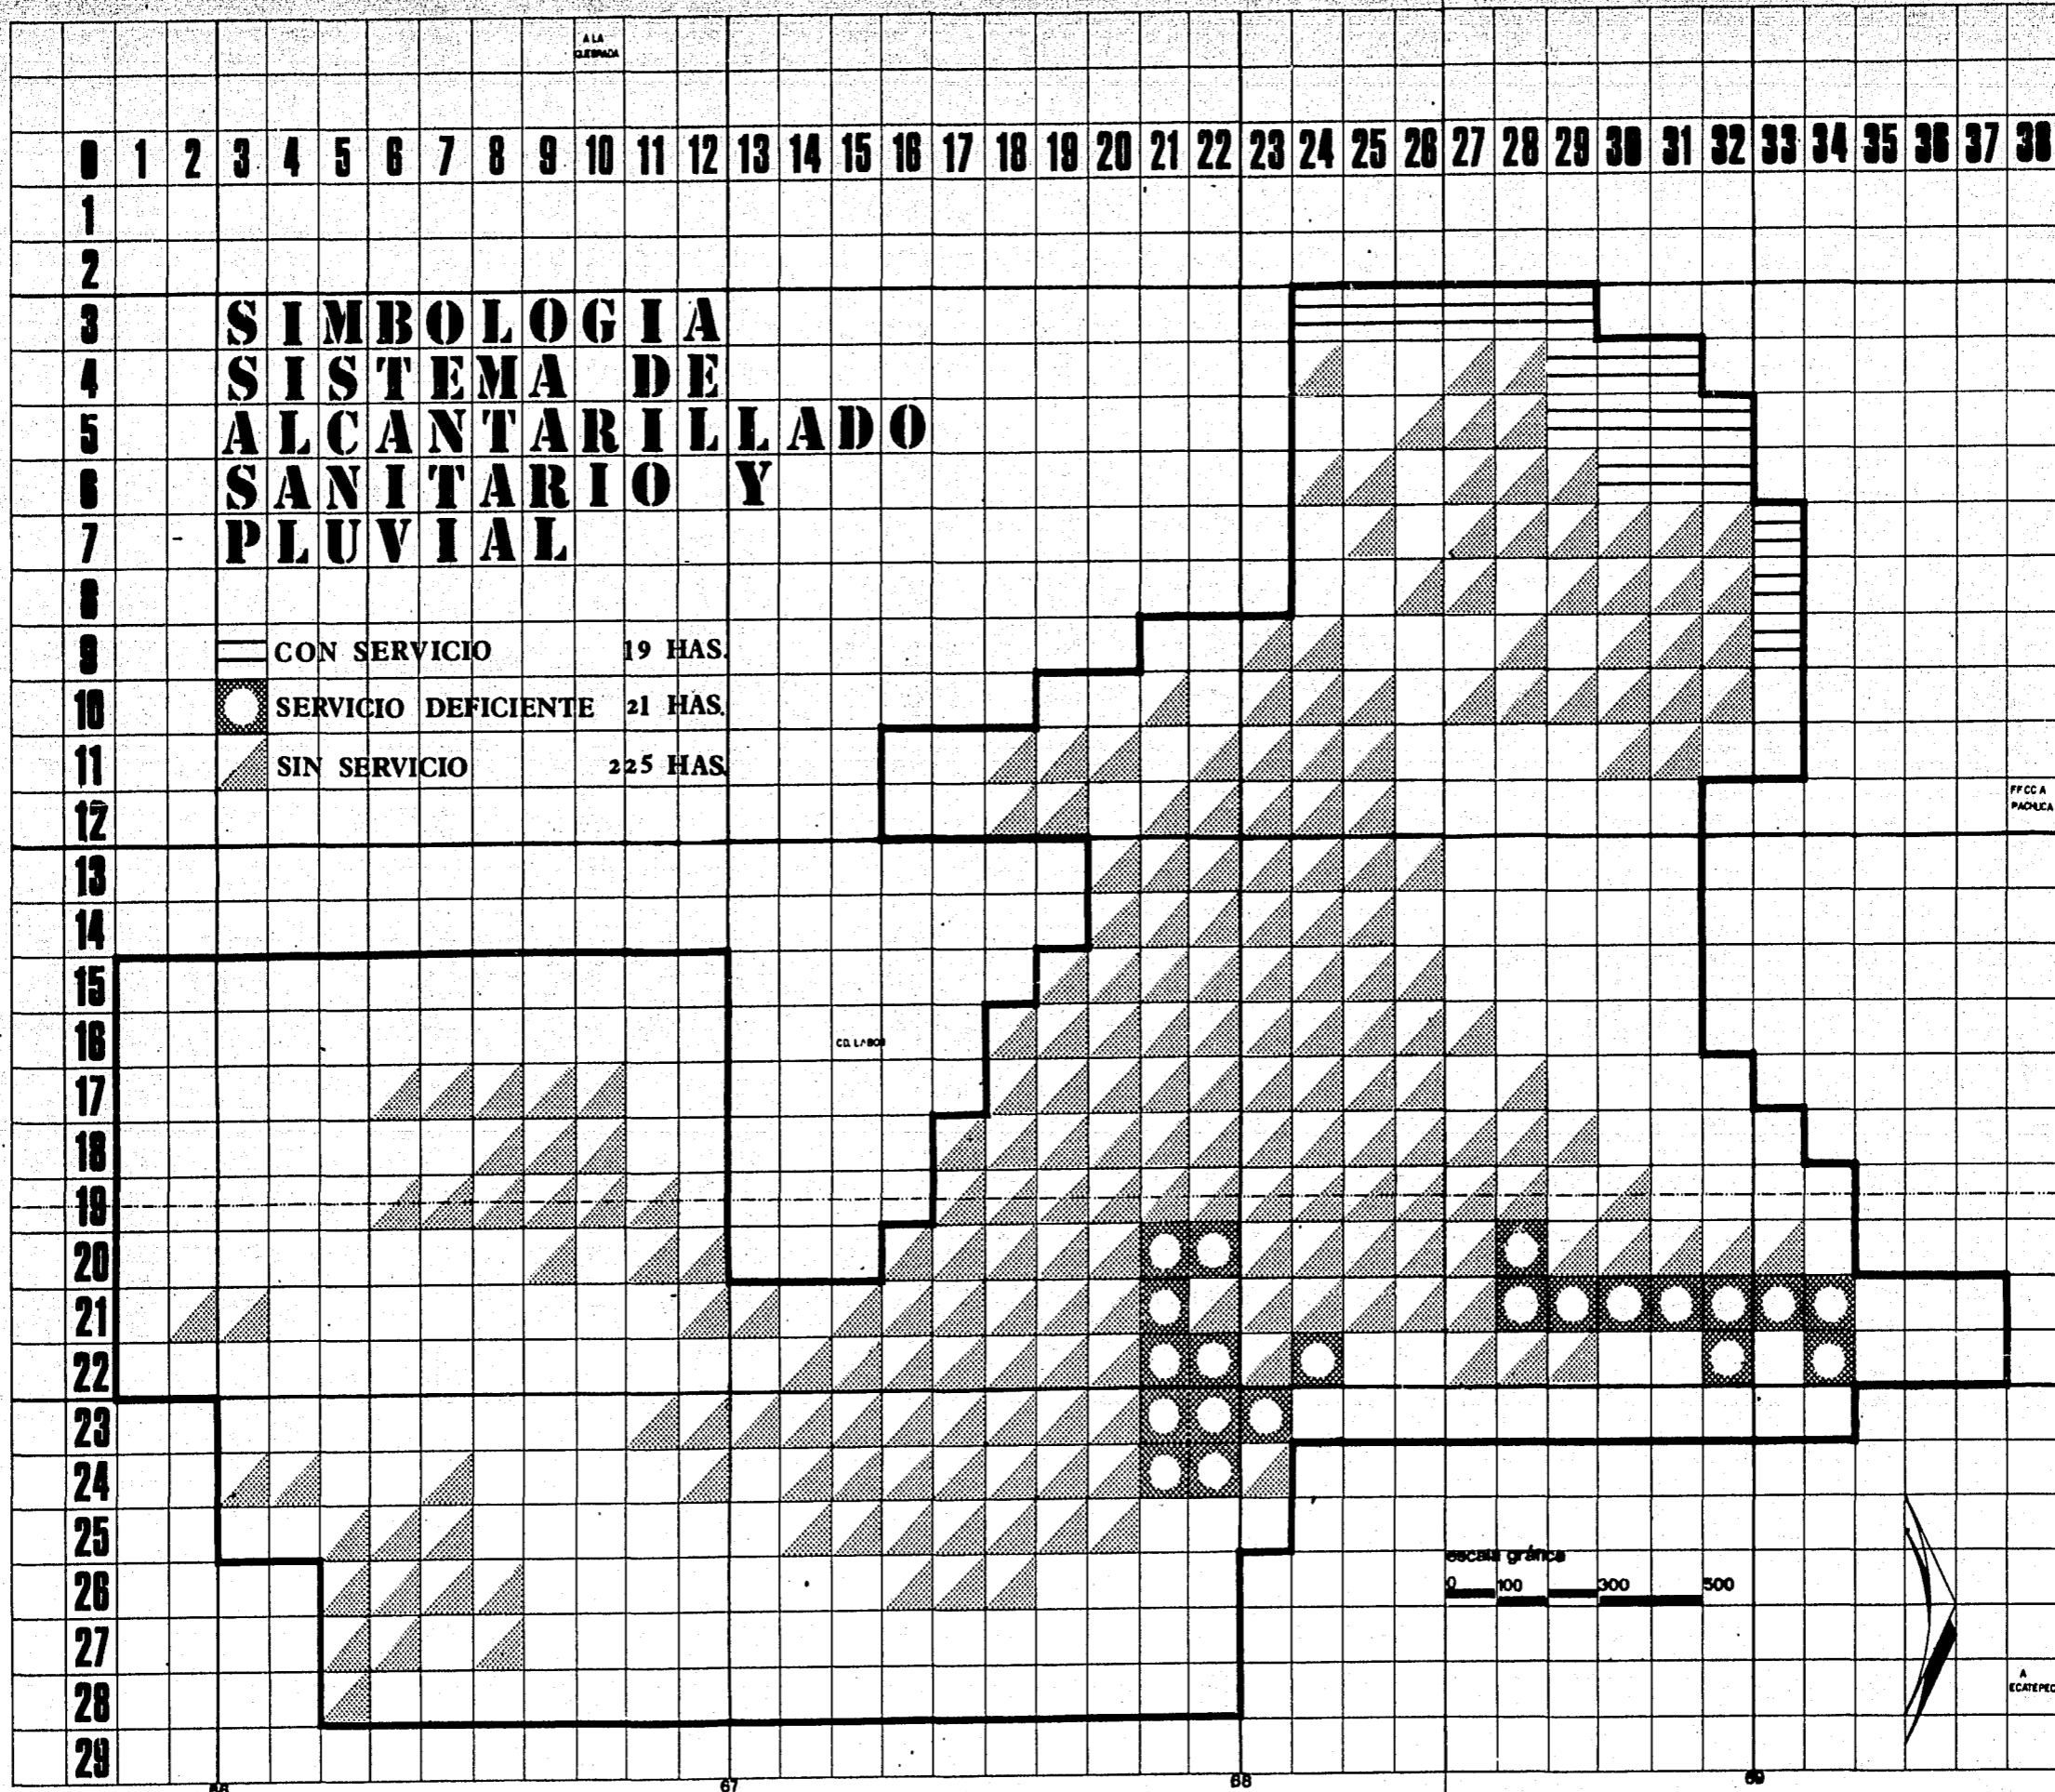 A LA
QUEBRADA
0 1 2 3 4 5 6 7 8 9 10 11 12 13 14 15 16 17 18 19 20 21 22 23 24 25 26 27 28 29 30 31 32 33 34 35 36 37 38
1
2
3
SIMBOLOGIA
4
SISTEMA DE
5
ALCANTARILLADO
6
SANITARIO Y
7
PLUVIAL
8
9
CON SERVICIO 19 HAS.
10
SERVICIO DEFICIENTE 21 HAS.
11
SIN SERVICIO 225 HAS.
FFCC A
PACHUCA
12
13
14
15
16
CD. LABOR
17
18
19
20
21
22
23
24
25
escala gráfica
26
0 100 300 500
27
28
A
ECATEPEC
29
66 67 68 69